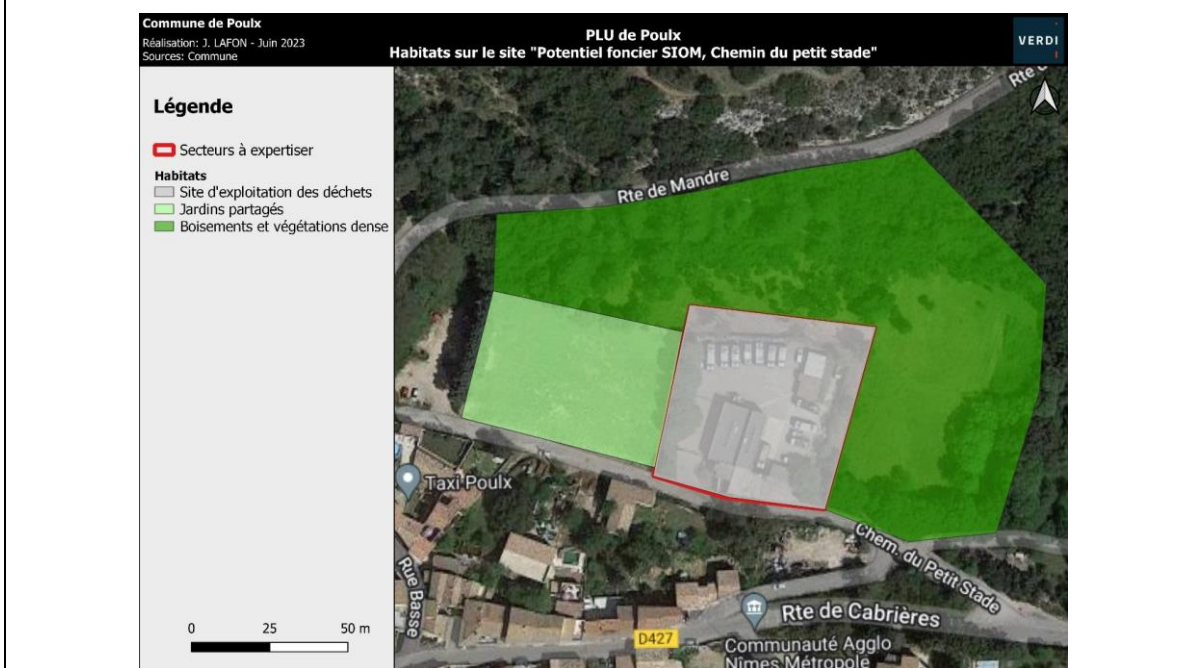 Commune de Poulx
Réalisation: J. LAFON - Juin 2023
Sources: Commune
PLU de Poulx
Habitats sur le site "Potentiel foncier SIOM, Chemin du petit stade"
VERDI
Légende
Secteurs à expertiser
Habitats
Site d'exploitation des déchets
Jardins partagés
Boisements et végétations dense
0 25 50 m
Rte
Rte de Mandre
Taxi Poulx
Rue Basse
Chem. du Petit Stade
Rte de Cabrières
D427
Communauté Agglo
Nîmes Métropole